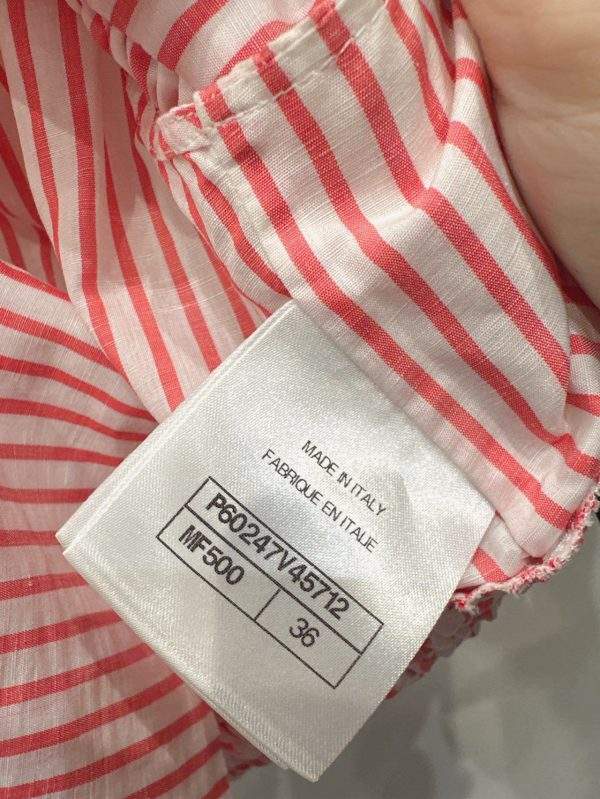 MADE IN ITALY
FABRIQUE EN ITALIE
P60247V45712
MF500 36